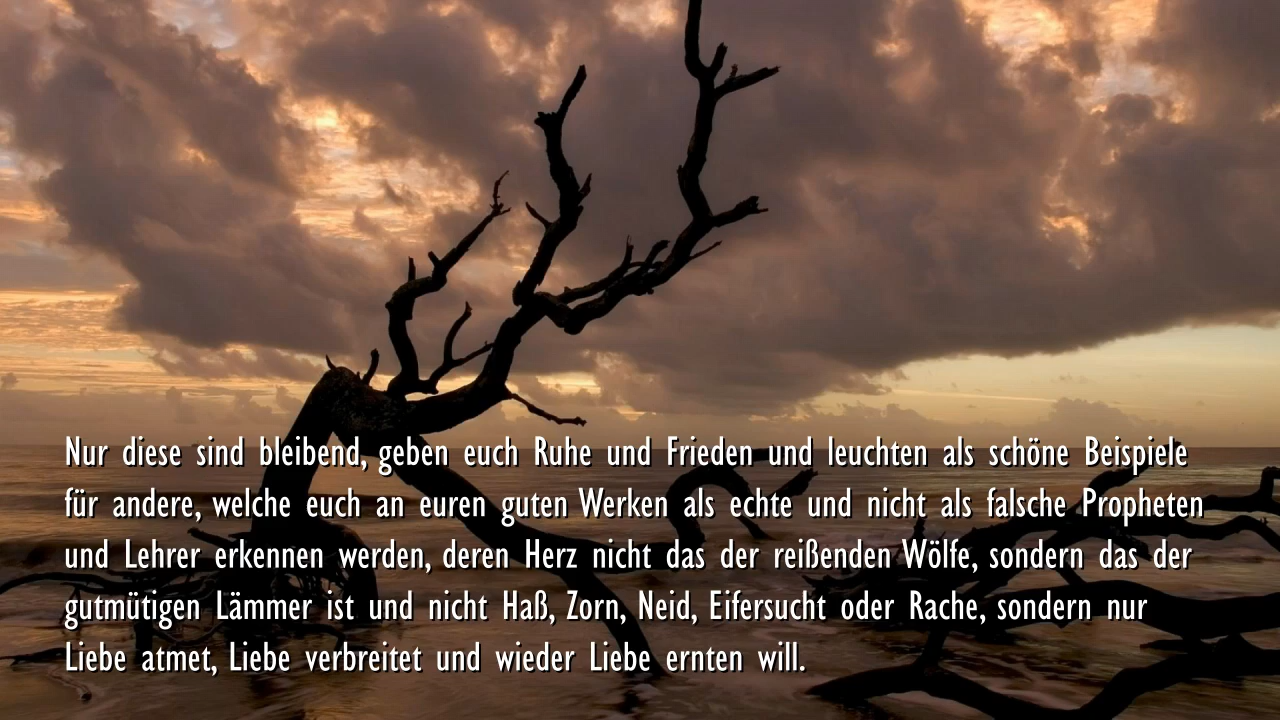 Nur diese sind bleibend, geben euch Ruhe und Frieden und leuchten als schöne Beispiele
für andere, welche euch an euren guten Werken als echte und nicht als falsche Propheten
und Lehrer erkennen werden, deren Herz nicht das der reißenden Wölfe, sondern das der
gutmütigen Lämmer ist und nicht Haß, Zorn, Neid, Eifersucht oder Rache, sondern nur
Liebe atmet, Liebe verbreitet und wieder Liebe ernten will.